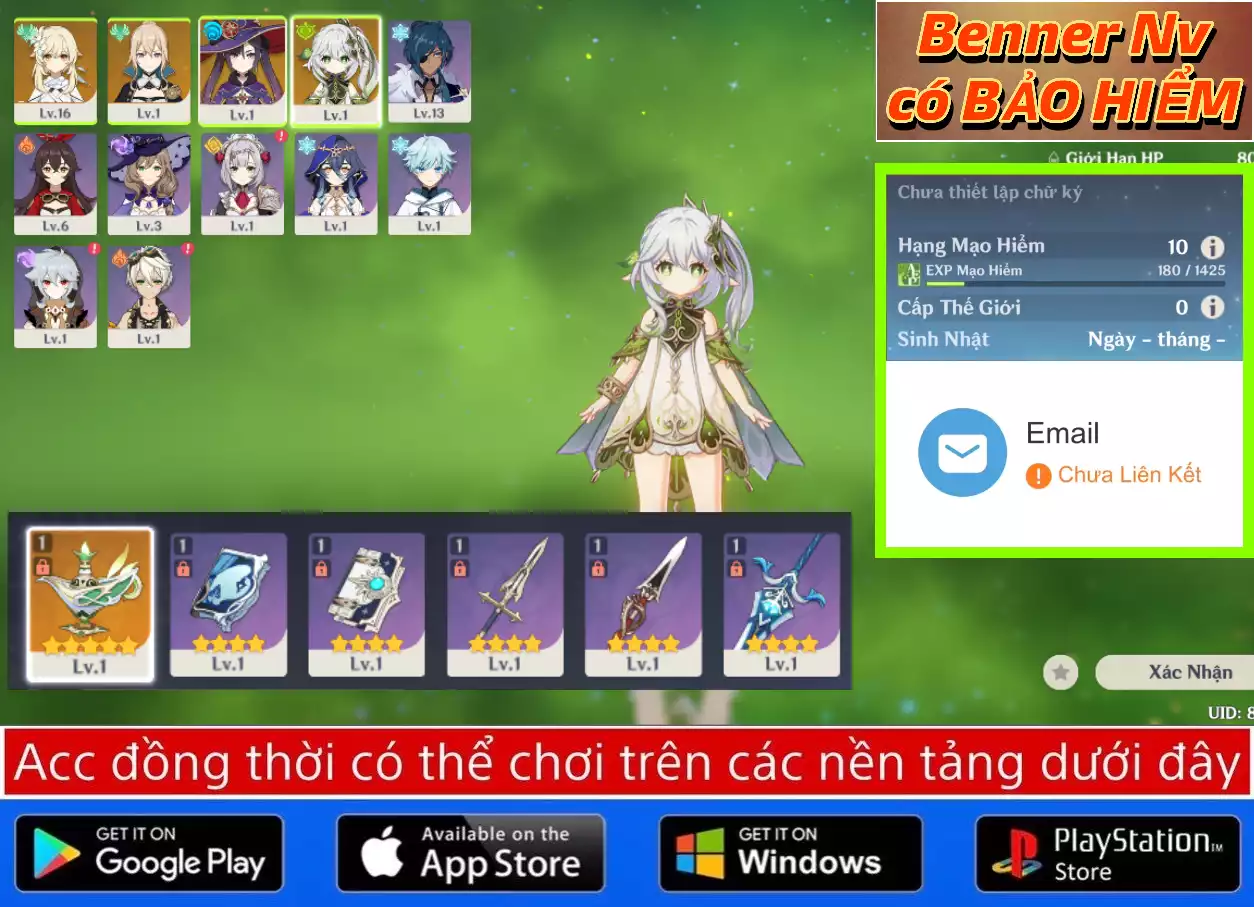 Benner Nv
có BẢO HIỂM
Lv.16
Lv.1
Lv.1
Lv.1
Lv.13
Lv.6
Lv.3
Lv.1
Lv.1
Lv.1
Lv.1
Lv.1
Giới Hạn HP 80
Chưa thiết lập chữ ký
Hạng Mạo Hiểm 10
EXP Mạo Hiểm 180 / 1425
Cấp Thế Giới 0
Sinh Nhật Ngày - tháng -
Email
Chưa Liên Kết
1 1 1 1 1 1
Lv.1 Lv.1 Lv.1 Lv.1 Lv.1 Lv.1
Xác Nhận
UID: 8
Acc đồng thời có thể chơi trên các nền tảng dưới đây
GET IT ON
Google Play
Available on the
App Store
GET IT ON
Windows
PlayStation™
Store